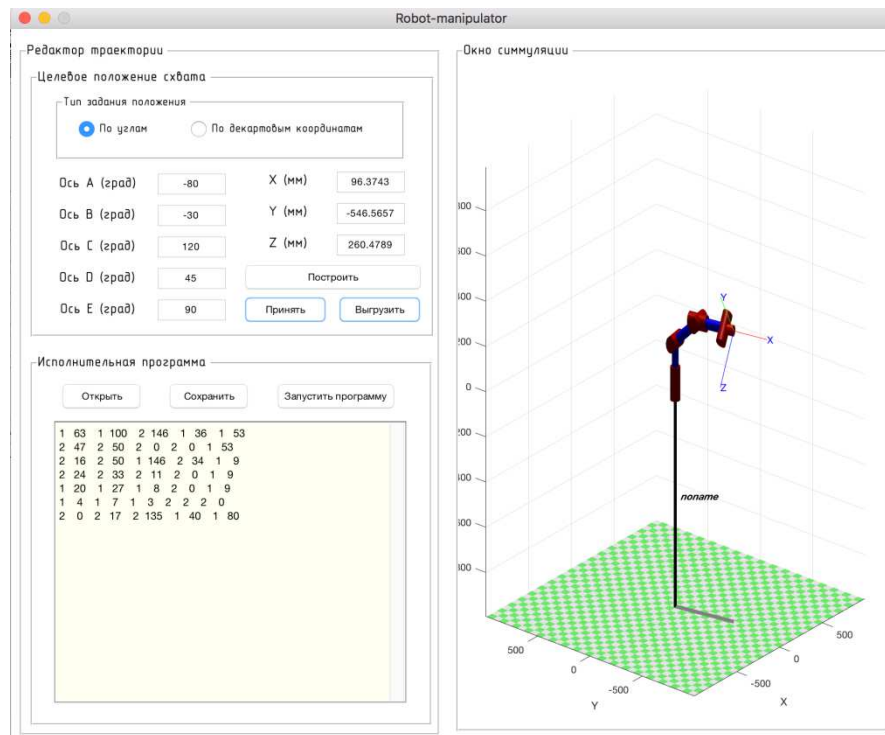 Robot-manipulator
Редактор траектории
Целевое положение схвата
Тип задания положения
По углам По декартовым координатам
Ось A (град) -80 X (мм) 96.3743
Ось B (град) -30 Y (мм) -546.5657
Ось C (град) 120 Z (мм) 260.4789
Ось D (град) 45 Построить
Ось E (град) 90 Принять Выгрузить
Исполнительная программа
Открыть Сохранить Запустить программу
1 63 1 100 2 146 1 36 1 53
2 47 2 50 2 0 2 0 1 53
2 16 2 50 1 146 2 34 1 9
2 24 2 33 2 11 2 0 1 9
1 20 1 27 1 8 2 0 1 9
1 4 1 7 1 3 2 2 2 0
2 0 2 17 2 135 1 40 1 80
Окно симмуляции
Y
X
Z
0
noname
500
0
-500
Y
500
0
-500
X